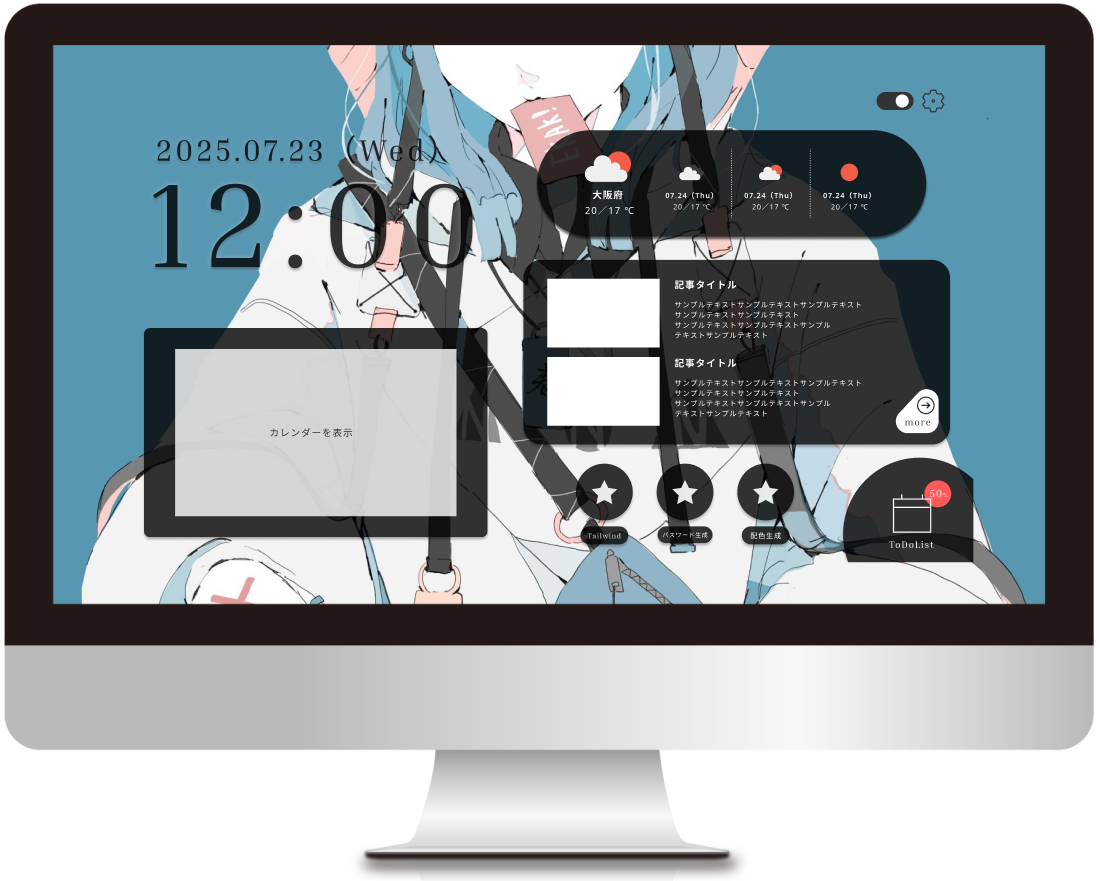 2025.07.23 (Wed)
12:00
大阪府
20/17 ℃
07.24 (Thu)
20/17 ℃
07.24 (Thu)
20/17 ℃
07.24 (Thu)
20/17 ℃
記事タイトル
サンプルテキストサンプルテキストサンプルテキスト
サンプルテキストサンプルテキスト
サンプルテキストサンプルテキストサンプル
テキストサンプルテキスト
記事タイトル
サンプルテキストサンプルテキストサンプルテキスト
サンプルテキストサンプルテキスト
サンプルテキストサンプルテキストサンプル
テキストサンプルテキスト
more
カレンダーを表示
Tailwind
パスワード生成
配色生成
50%
ToDoList